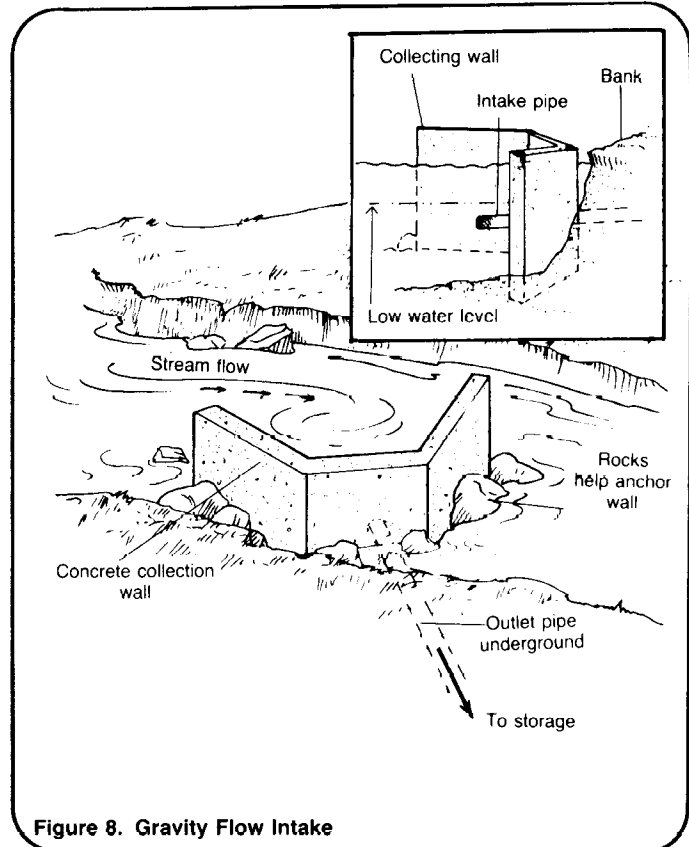 Collecting wall
Bank
Intake pipe
Low water level
Stream flow
Rocks
help anchor
wall
Concrete collection
wall
Outlet pipe
underground
To storage
Figure 8. Gravity Flow Intake